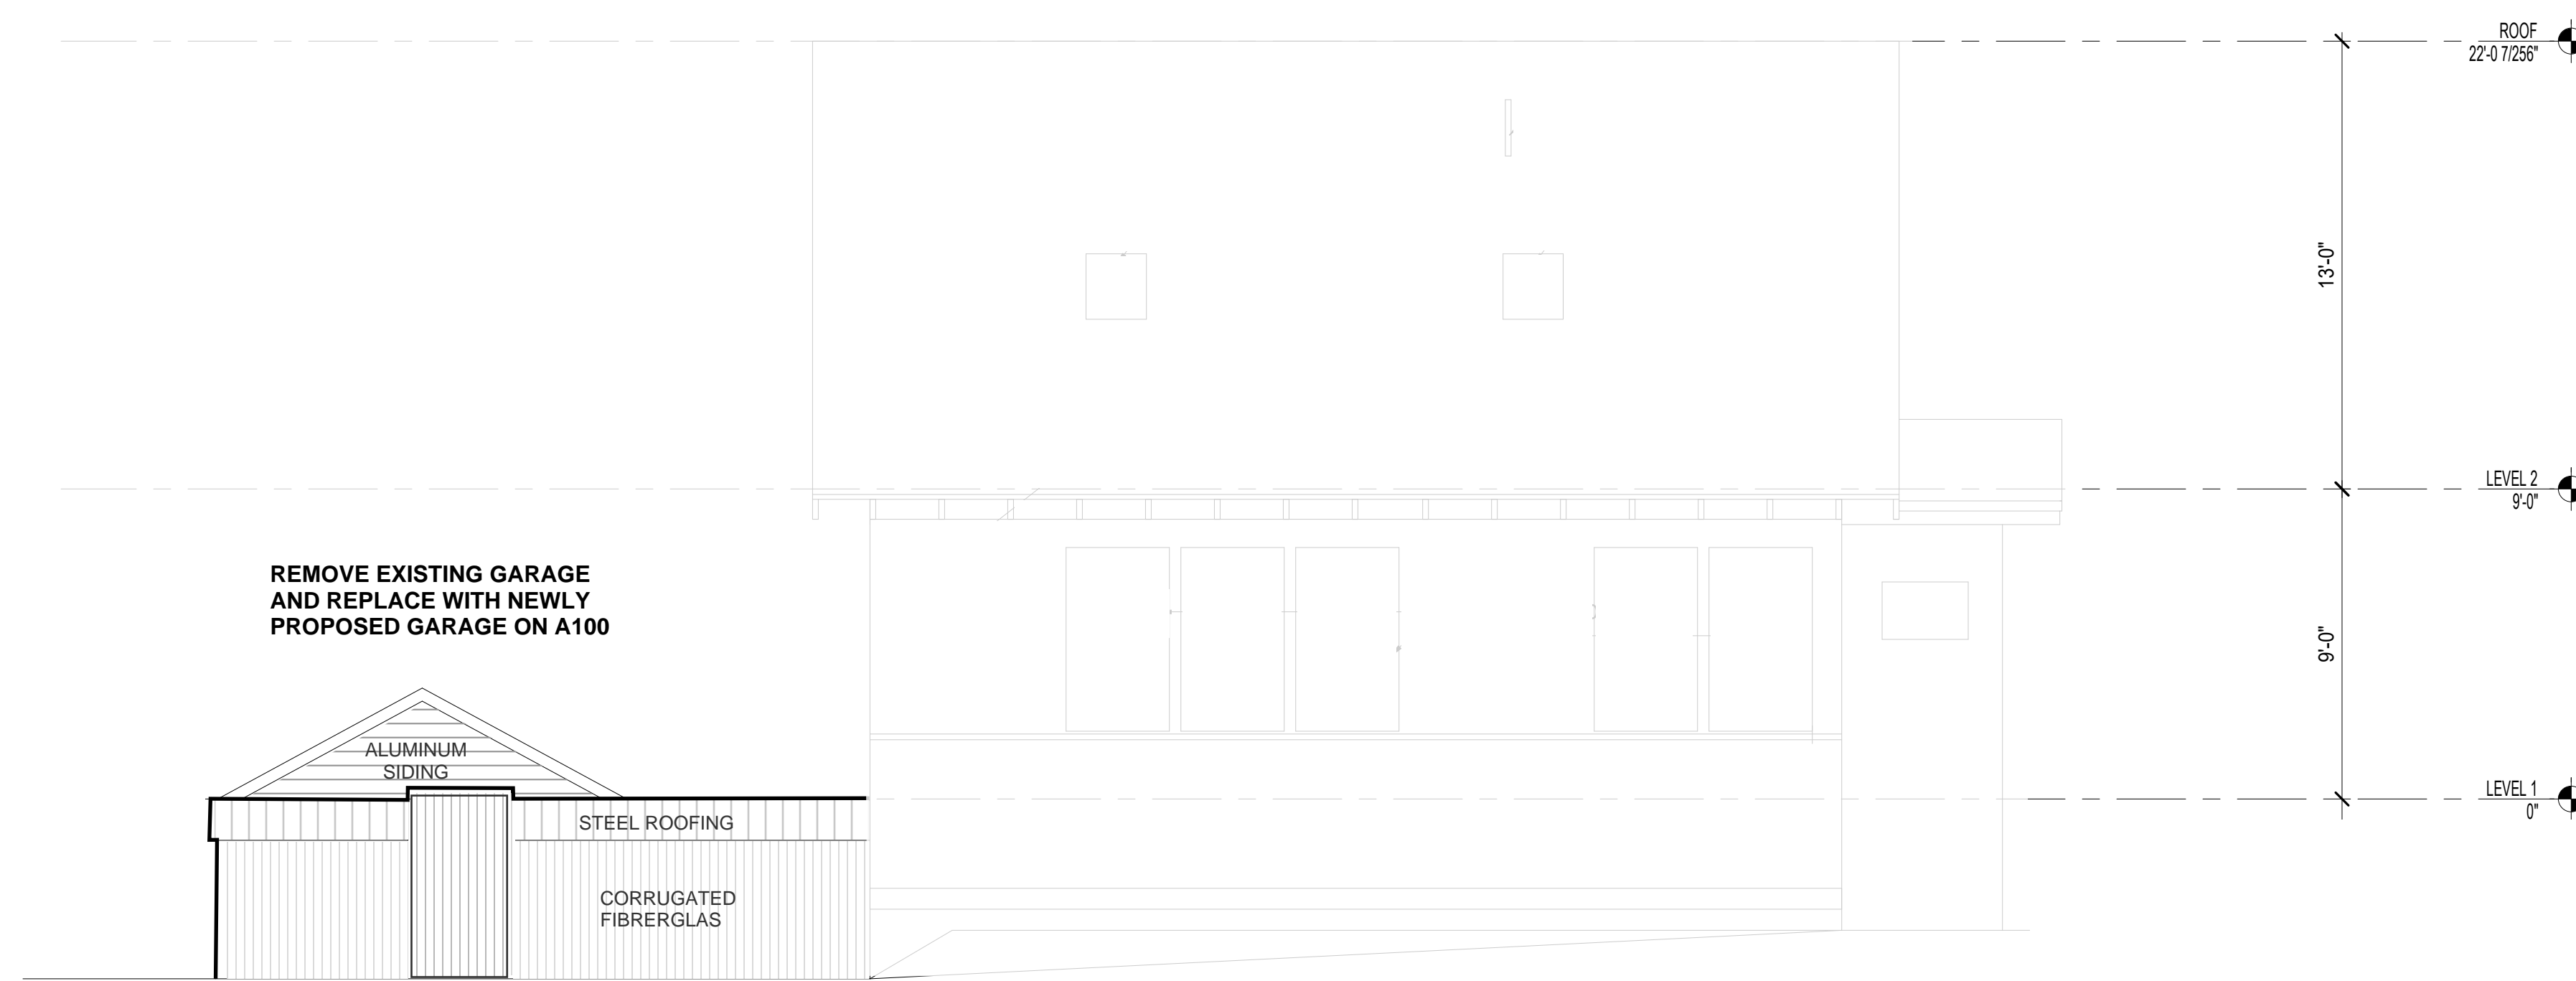 ROOF
22'-0 7/256"
13'-0"
LEVEL 2
9'-0"
REMOVE EXISTING GARAGE
AND REPLACE WITH NEWLY
PROPOSED GARAGE ON A100
9'-0"
ALUMINUM
SIDING
LEVEL 1
0"
STEEL ROOFING
CORRUGATED
FIBRERGLAS